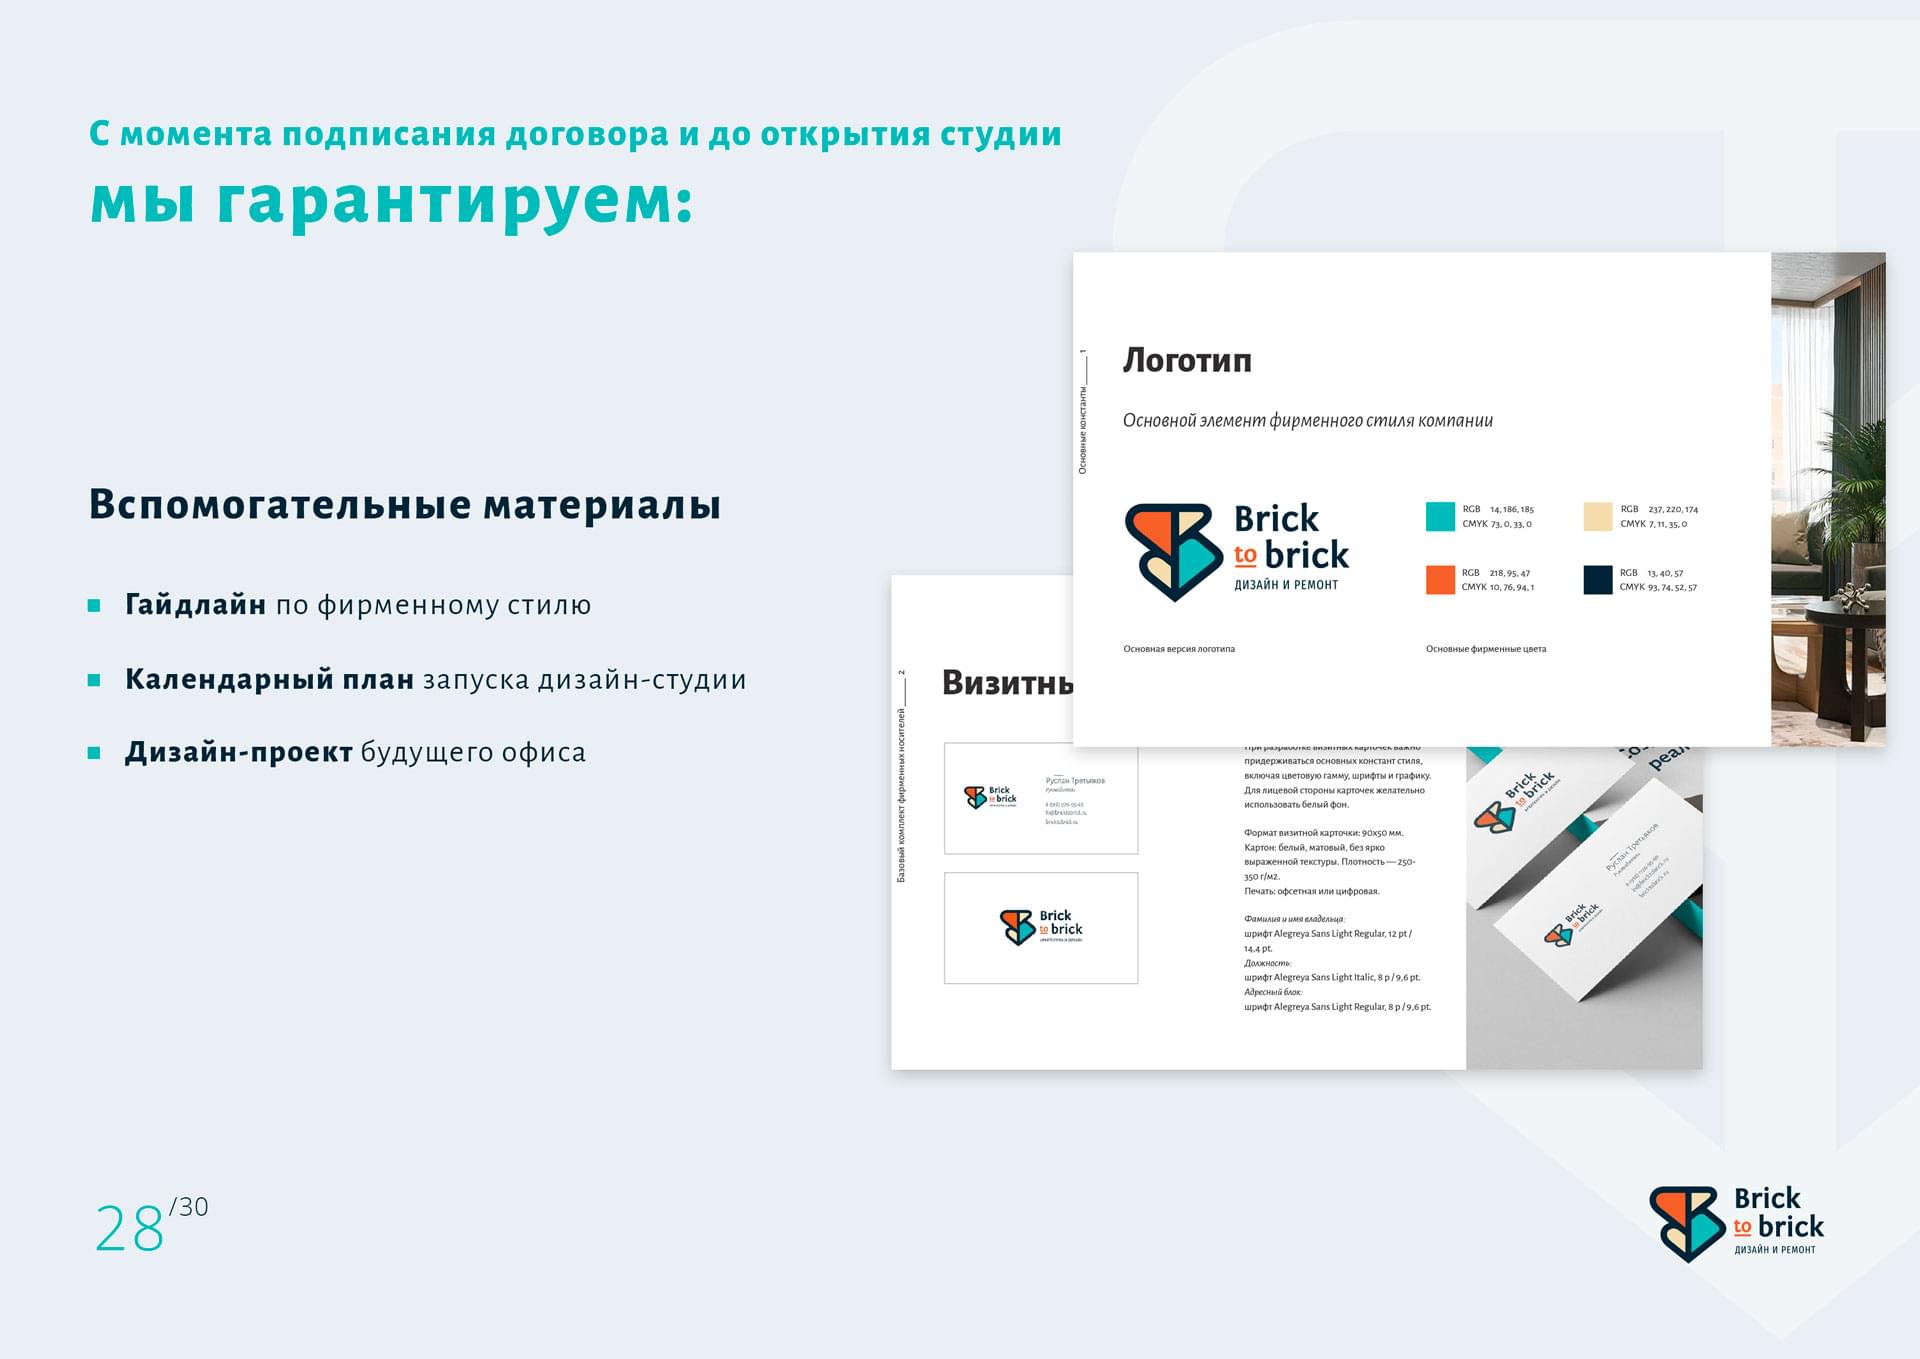 С момента подписания договора и до открытия студии
мы гарантируем:
Вспомогательные материалы
Гайдлайн по фирменному стилю
Календарный план запуска дизайн-студии
Дизайн-проект будущего офиса
Основные константы 1
Логотип
Основной элемент фирменного стиля компании
Brick
to brick
ДИЗАЙН И РЕМОНТ
RGB 14, 186, 185
CMYK 73, 0, 33, 0
RGB 237, 220, 174
CMYK 7, 11, 35, 0
RGB 218, 95, 47
CMYK 10, 76, 94, 1
RGB 13, 40, 57
CMYK 93, 74, 52, 57
Основная версия логотипа
Основные фирменные цвета
Базовый комплект фирменных носителей 2
Визитны
Brick
to brick
Руслан Третьяков
Руководитель
Brick
to brick
При разработке визитных карточек важно
придерживаться основных констант стиля,
включая цветовую гамму, шрифты и графику.
Для лицевой стороны карточек желательно
использовать белый фон.
Формат визитной карточки: 90х50 мм.
Картон: белый, матовый, без ярко
выраженной текстуры. Плотность — 250-
350 г/м2.
Печать: офсетная или цифровая.
Фамилия и имя владельца:
шрифт Alegreya Sans Light Regular, 12 pt /
14,4 pt.
Должность:
шрифт Alegreya Sans Light Italic, 8 p / 9,6 pt.
Адресный блок:
шрифт Alegreya Sans Light Regular, 8 p / 9,6 pt.
Brick
to brick
Руслан Третьяков
Brick
to brick
28/30
Brick
to brick
ДИЗАЙН И РЕМОНТ